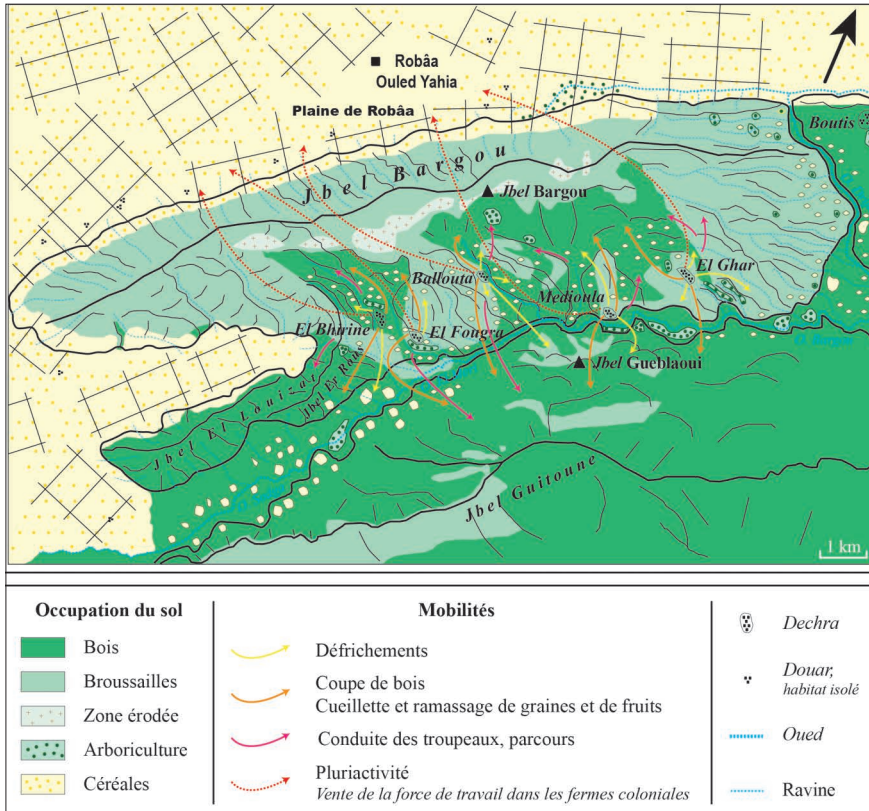 Robâa
Ouled Yahia
Plaine de Robâa
Boutis
Jbel Bargou
Jbel Bargou
Ballouta
El Ghar
Medioula
El Bhirine
El Fougra
Jbel Gueblaoui
Jbel El Louizat
Jbel Er Rous
El Bargou
Jbel Guitoune
1 km
Occupation du sol
Bois
Broussailles
Zone érodée
Arboriculture
Céréales
Mobilités
Défrichements
Coupe de bois
Cueillette et ramassage de graines et de fruits
Conduite des troupeaux, parcours
Pluriactivité
Vente de la force de travail dans les fermes coloniales
Dechra
Douar,
habitat isolé
Oued
Ravine